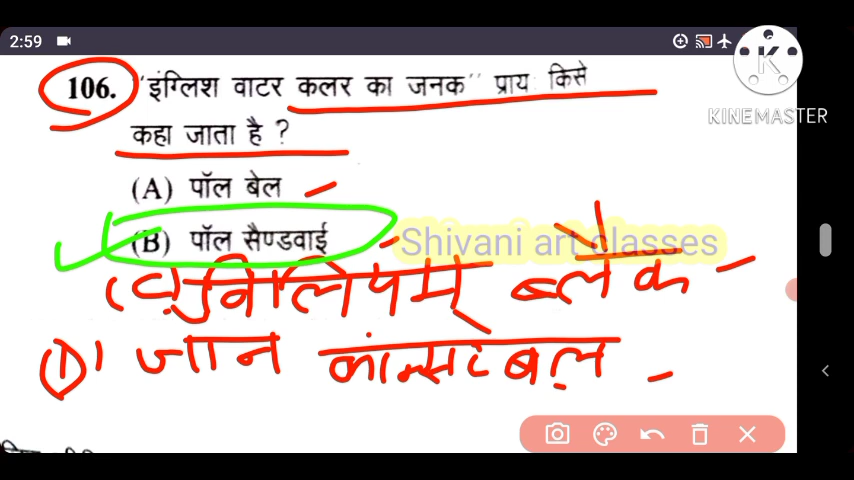 2:59
K
KINEMASTER
106. "इंग्लिश वाटर कलर का जनक" प्राय: किसे
कहा जाता है ?
(A) पॉल बेल
(B) पॉल सैण्डवाई
Shivani art classes
(C) विलियम ब्लेक
(D) जान कांन्सटेबल